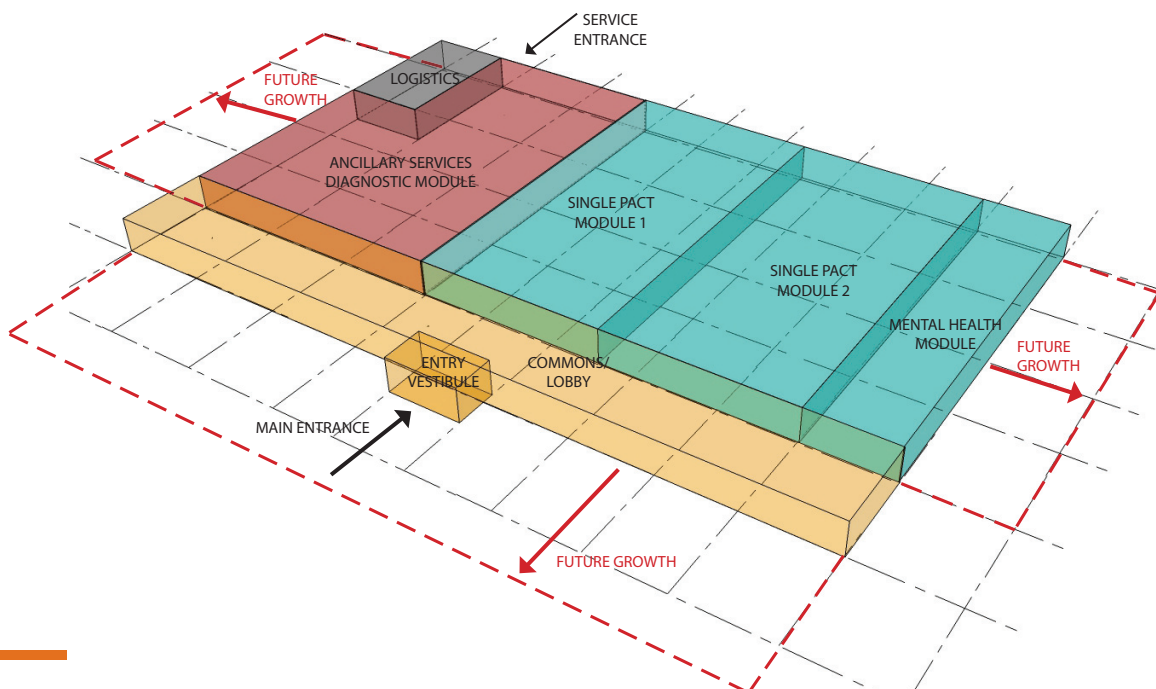 SERVICE
ENTRANCE
LOGISTICS
FUTURE
GROWTH
ANCILLARY SERVICES
DIAGNOSTIC MODULE
SINGLE PACT
MODULE 1
SINGLE PACT
MODULE 2
MENTAL HEALTH
MODULE
FUTURE
GROWTH
ENTRY
VESTIBULE
COMMONS/
LOBBY
MAIN ENTRANCE
FUTURE GROWTH